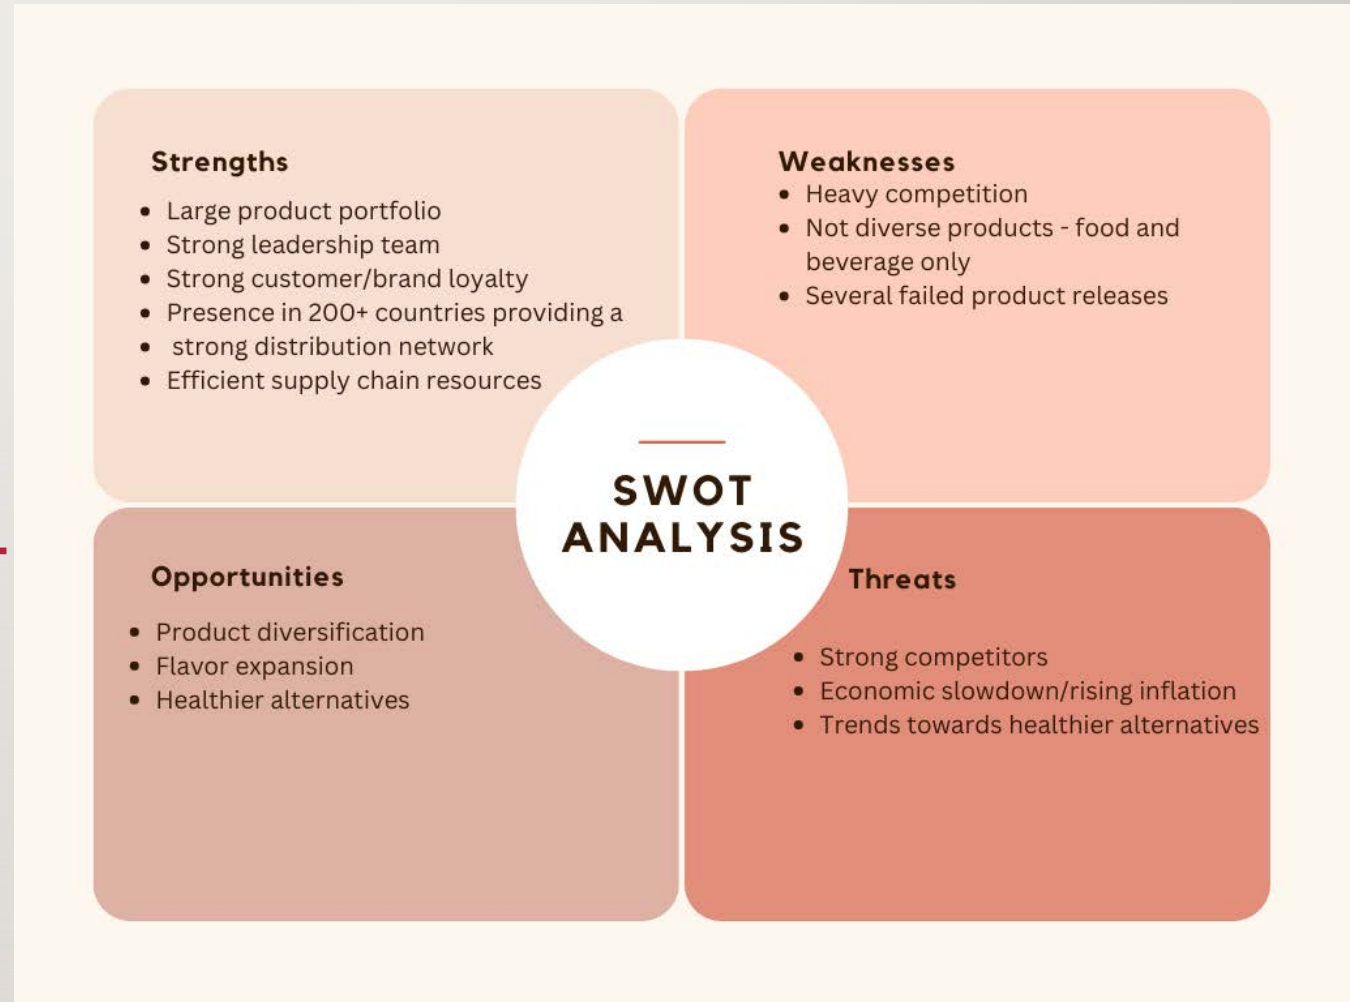 Strengths
• Large product portfolio
• Strong leadership team
• Strong customer/brand loyalty
• Presence in 200+ countries providing a
• strong distribution network
• Efficient supply chain resources
Weaknesses
• Heavy competition
• Not diverse products - food and
beverage only
• Several failed product releases
SWOT
ANALYSIS
Opportunities
• Product diversification
• Flavor expansion
• Healthier alternatives
Threats
• Strong competitors
• Economic slowdown/rising inflation
• Trends towards healthier alternatives